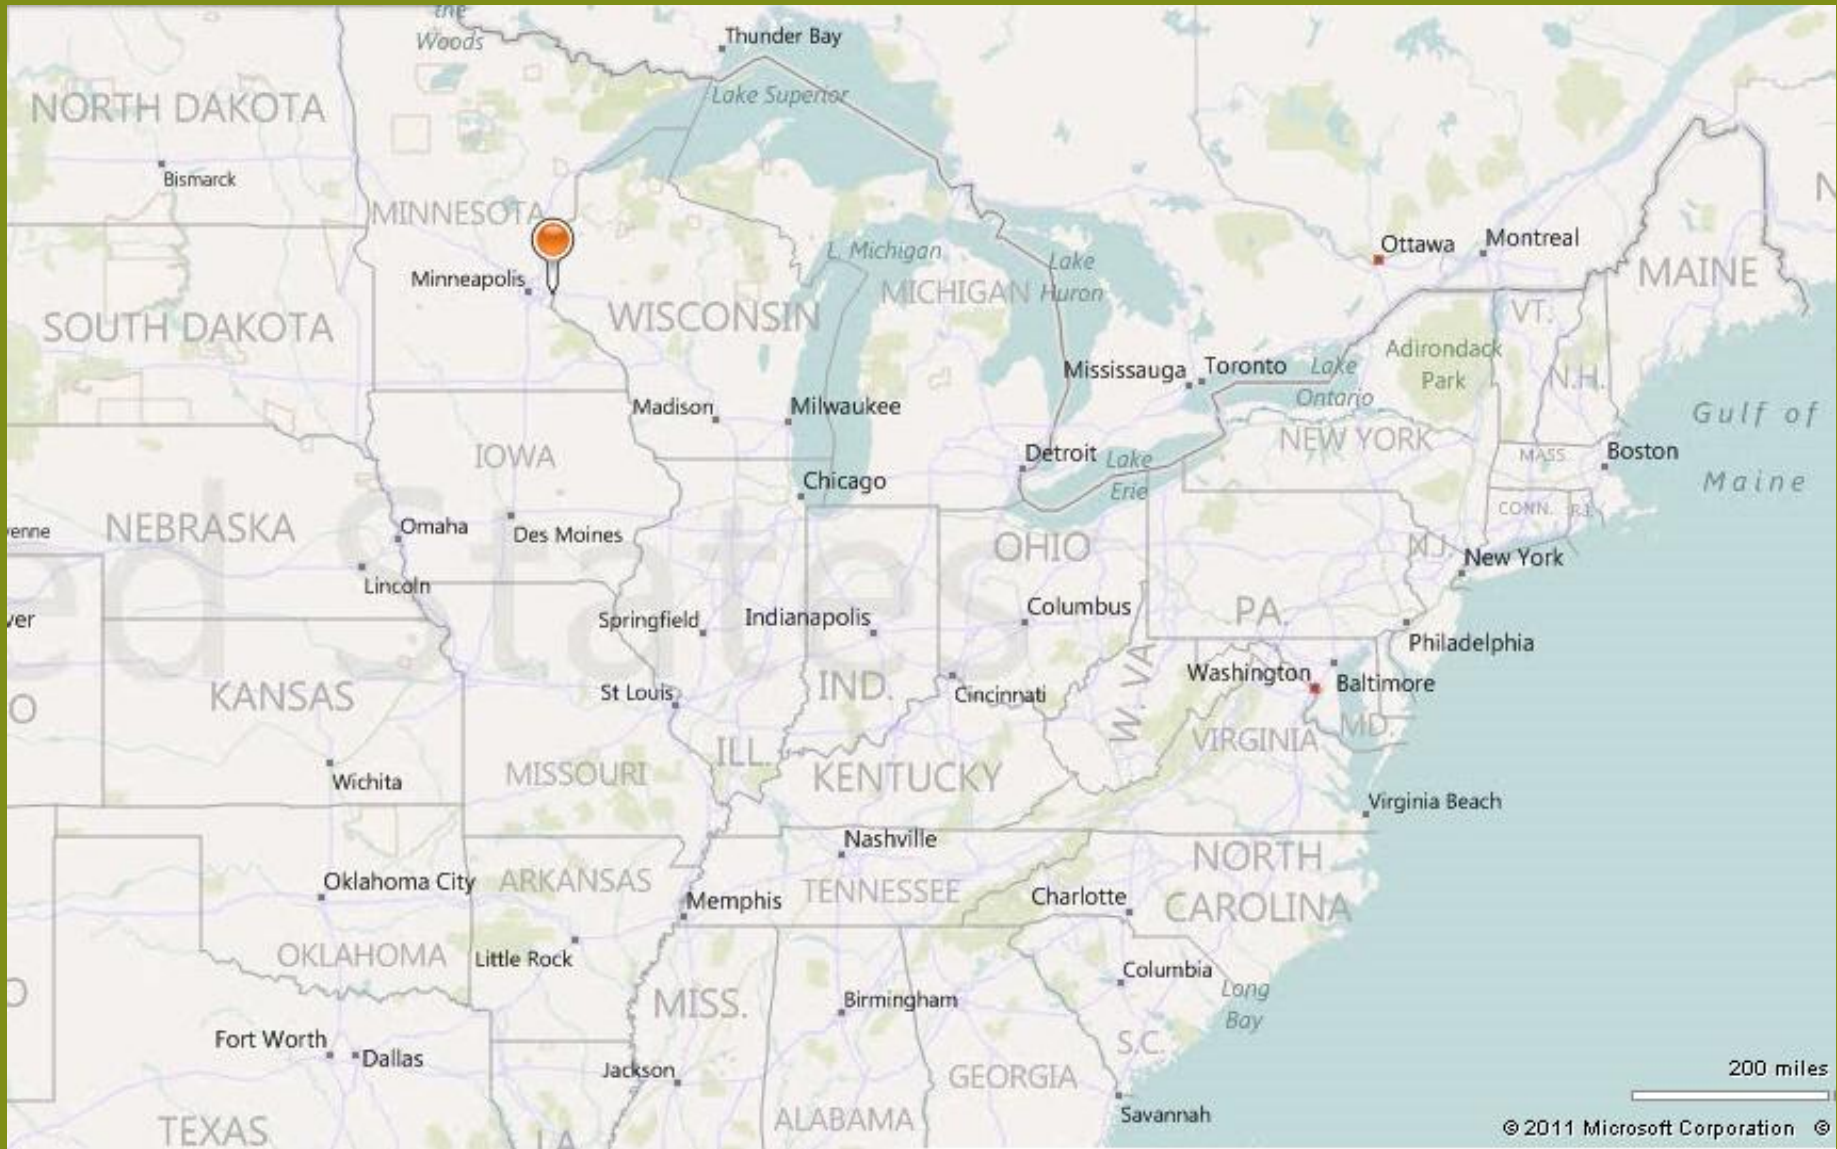 the
Woods
Thunder Bay
Lake Superior
NORTH DAKOTA
Bismarck
MINNESOTA
Minneapolis
L. Michigan
MICHIGAN
Lake
Huron
Ottawa
Montreal
MAINE
SOUTH DAKOTA
WISCONSIN
VT.
Adirondack
Park
N.H.
Mississauga
Toronto
Lake
Ontario
Madison
Milwaukee
NEW YORK
Gulf of
Maine
IOWA
Detroit
Lake
Erie
MASS.
Boston
Chicago
CONN.
R.I.
NEBRASKA
Omaha
Des Moines
enne
OHIO
N.J.
New York
ed States
Lincoln
ver
Springfield
Indianapolis
Columbus
PA.
Philadelphia
KANSAS
St Louis
IND.
Cincinnati
W. VA.
Washington
Baltimore
MD.
VIRGINIA
O
Wichita
MISSOURI
ILL.
KENTUCKY
Virginia Beach
Nashville
NORTH
CAROLINA
Oklahoma City
ARKANSAS
Memphis
TENNESSEE
Charlotte
OKLAHOMA
Little Rock
MISS.
Birmingham
Columbia
Long
Bay
O
Fort Worth
Dallas
Jackson
GEORGIA
S.C.
200 miles
TEXAS
LA
ALABAMA
Savannah
© 2011 Microsoft Corporation ©
N